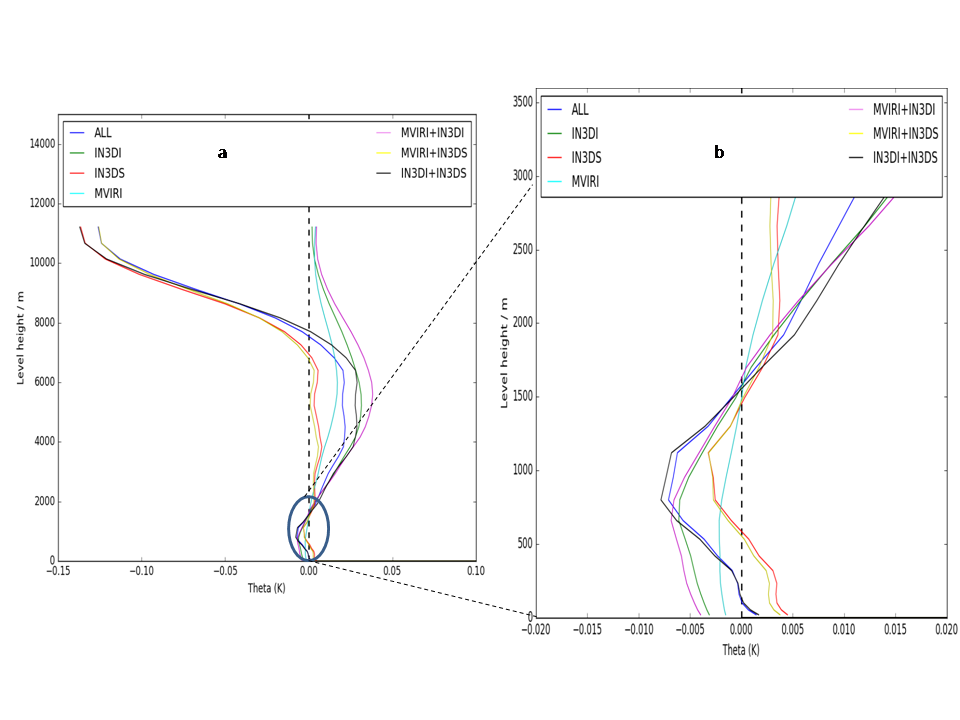 a
ALL
IN3DI
IN3DS
MVIRI
MVIRI+IN3DI
MVIRI+IN3DS
IN3DI+IN3DS
14000
12000
10000
8000
6000
4000
2000
0
Level height / m
−0.15 −0.10 −0.05 0.00 0.05 0.10
Theta (K)
b
ALL
IN3DI
IN3DS
MVIRI
MVIRI+IN3DI
MVIRI+IN3DS
IN3DI+IN3DS
3500
3000
2500
2000
1500
1000
500
0
Level height / m
−0.020 −0.015 −0.010 −0.005 0.000 0.005 0.010 0.015 0.020
Theta (K)